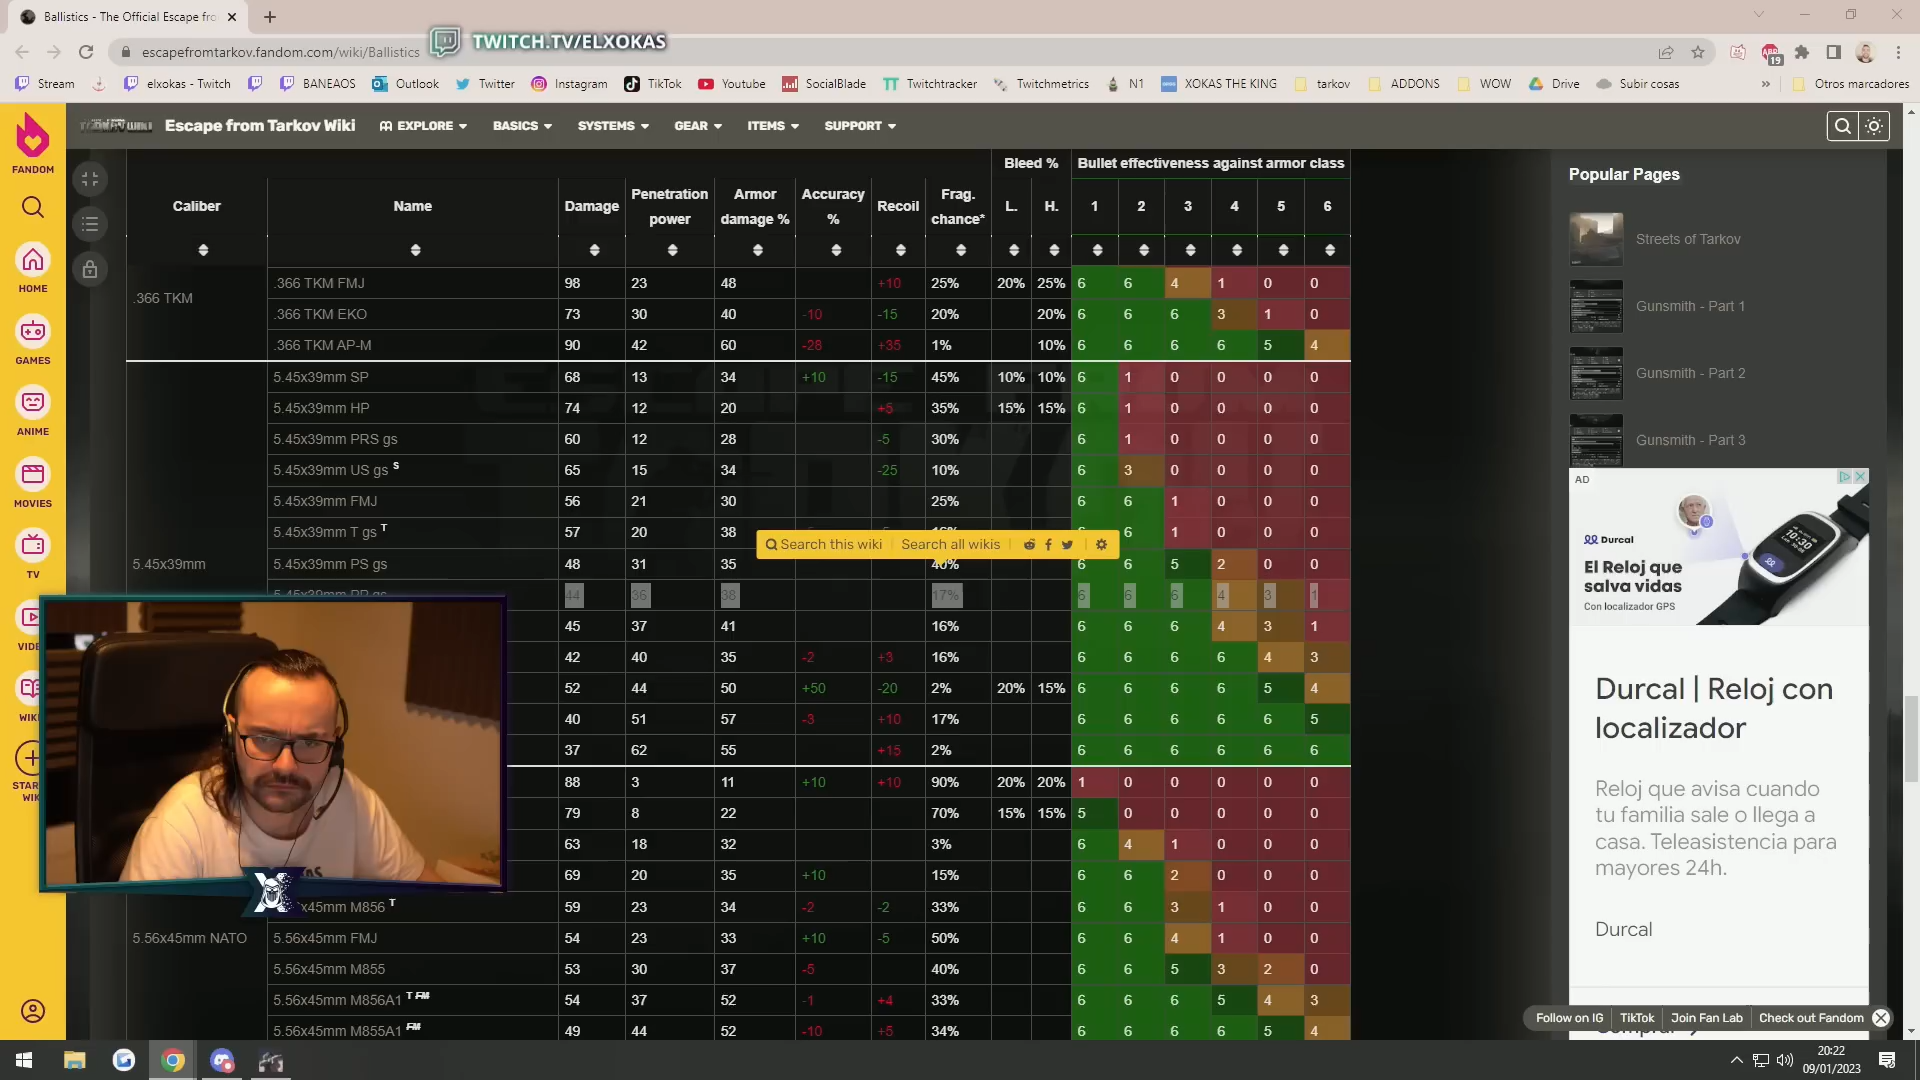 Ballistics - The Official Escape fro
escapefromtarkov.fandom.com/wiki/Ballistics
TWITCH.TV/ELXOKAS
19
Stream elxokas - Twitch BANEAOS Outlook Twitter Instagram TikTok Youtube SocialBlade Twitchtracker Twitchmetrics N1 XOKAS THE KING tarkov ADDONS WOW Drive Subir cosas » Otros marcadores
FANDOM
HOME
GAMES
ANIME
MOVIES
TV
Escape from Tarkov Wiki EXPLORE BASICS SYSTEMS GEAR ITEMS SUPPORT
Bleed % Bullet effectiveness against armor class
Caliber Name Damage Penetration power Armor damage % Accuracy % Recoil Frag. chance* L. H. 1 2 3 4 5 6
.366 TKM
.366 TKM FMJ 98 23 48 +10 25% 20% 25% 6 6 4 1 0 0
.366 TKM EKO 73 30 40 -10 -15 20% 20% 6 6 6 3 1 0
.366 TKM AP-M 90 42 60 -28 +35 1% 10% 6 6 6 6 5 4
5.45x39mm SP 68 13 34 +10 -15 45% 10% 10% 6 1 0 0 0 0
5.45x39mm HP 74 12 20 +5 35% 15% 15% 6 1 0 0 0 0
5.45x39mm PRS gs 60 12 28 -5 30% 6 1 0 0 0 0
5.45x39mm US gs S 65 15 34 -25 10% 6 3 0 0 0 0
5.45x39mm FMJ 56 21 30 25% 6 6 1 0 0 0
5.45x39mm T gs T 57 20 38 6 1 0 0 0
Search this wiki Search all wikis
5.45x39mm
5.45x39mm PS gs 48 31 35 40% 6 6 5 2 0 0
44 36 38 17% 6 6 6 4 3 1
45 37 41 16% 6 6 6 4 3 1
42 40 35 -2 +3 16% 6 6 6 6 4 3
52 44 50 +50 -20 2% 20% 15% 6 6 6 6 5 4
40 51 57 -3 +10 17% 6 6 6 6 6 5
37 62 55 +15 2% 6 6 6 6 6 6
88 3 11 +10 +10 90% 20% 20% 1 0 0 0 0 0
79 8 22 70% 15% 15% 5 0 0 0 0 0
63 18 32 3% 6 4 1 0 0 0
69 20 35 +10 15% 6 6 2 0 0 0
x45mm M856 T 59 23 34 -2 -2 33% 6 6 3 1 0 0
5.56x45mm NATO
5.56x45mm FMJ 54 23 33 +10 -5 50% 6 6 4 1 0 0
5.56x45mm M855 53 30 37 -5 40% 6 6 5 3 2 0
5.56x45mm M856A1 T FM 54 37 52 -1 +4 33% 6 6 6 5 4 3
5.56x45mm M855A1 FM 49 44 52 -10 +5 34% 6 6 6 6 5 4
Popular Pages
Streets of Tarkov
Gunsmith - Part 1
Gunsmith - Part 2
Gunsmith - Part 3
AD
Durcal
El Reloj que
salva vidas
Con localizador GPS
10:30
Durcal | Reloj con
localizador
Reloj que avisa cuando
tu familia sale o llega a
casa. Teleasistencia para
mayores 24h.
Durcal
Follow on IG TikTok Join Fan Lab Check out Fandom
20:22
09/01/2023